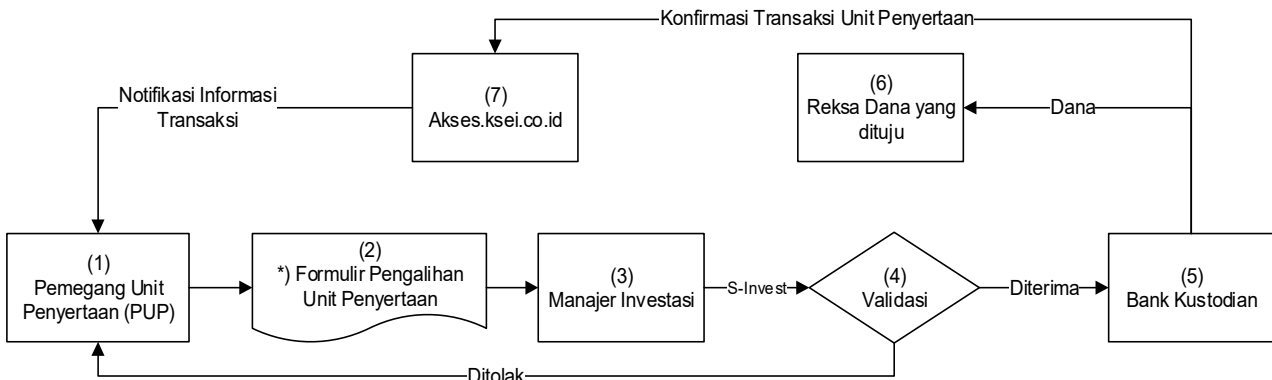 Konfirmasi Transaksi Unit Penyertaan
(7)
Akses.ksei.co.id
(6)
Reksa Dana yang
dituju
Notifikasi Informasi
Transaksi
Dana
(1)
Pemegang Unit
Penyertaan (PUP)
(2)
*) Formulir Pengalihan
Unit Penyertaan
(3)
Manajer Investasi
S-Invest
(4)
Validasi
Diterima
(5)
Bank Kustodian
Ditolak